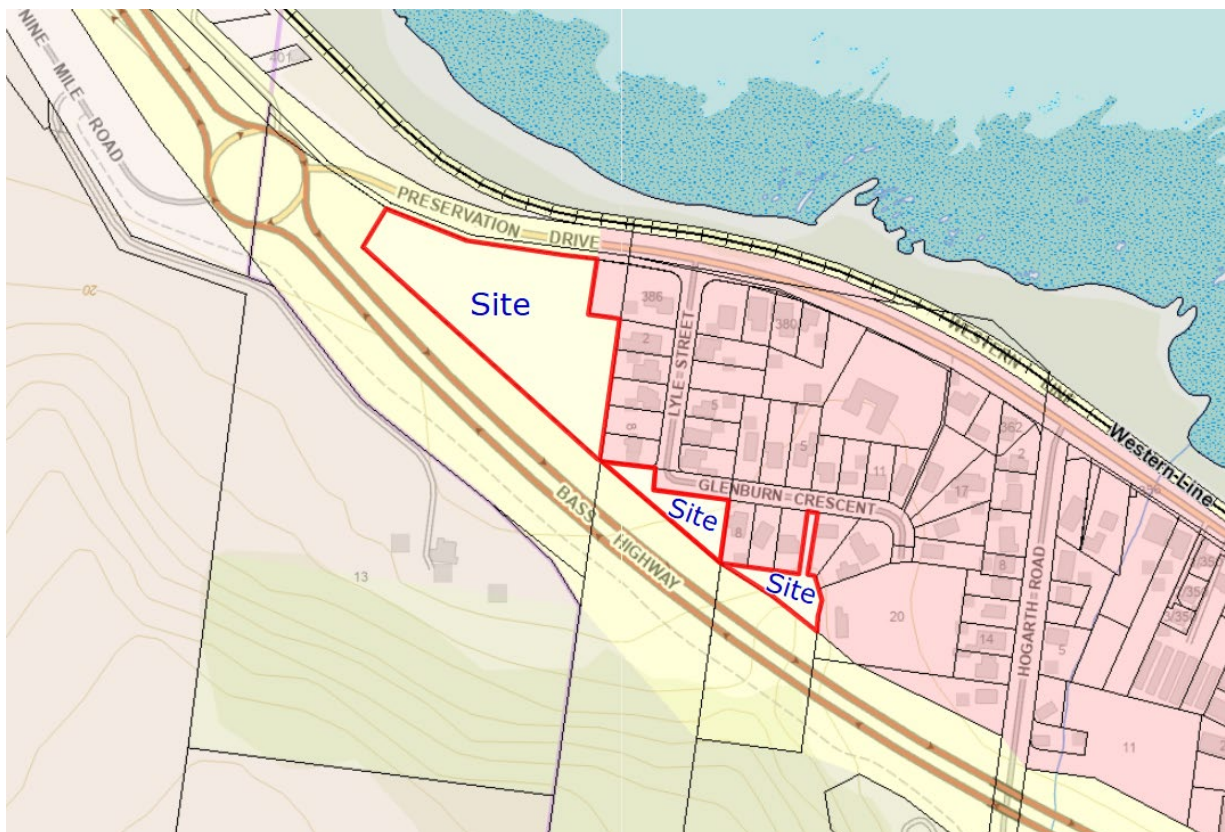 NINE MILE ROAD
401
PRESERVATION DRIVE
20
Site
386
380
2
LYLE STREET
WESTERN LINE
Western Line
5
5
8
362
2
11
17
GLENBURN CRESCENT
Site
8
BASS HIGHWAY
Site
8
HOGARTH ROAD
13
20
14
5
11